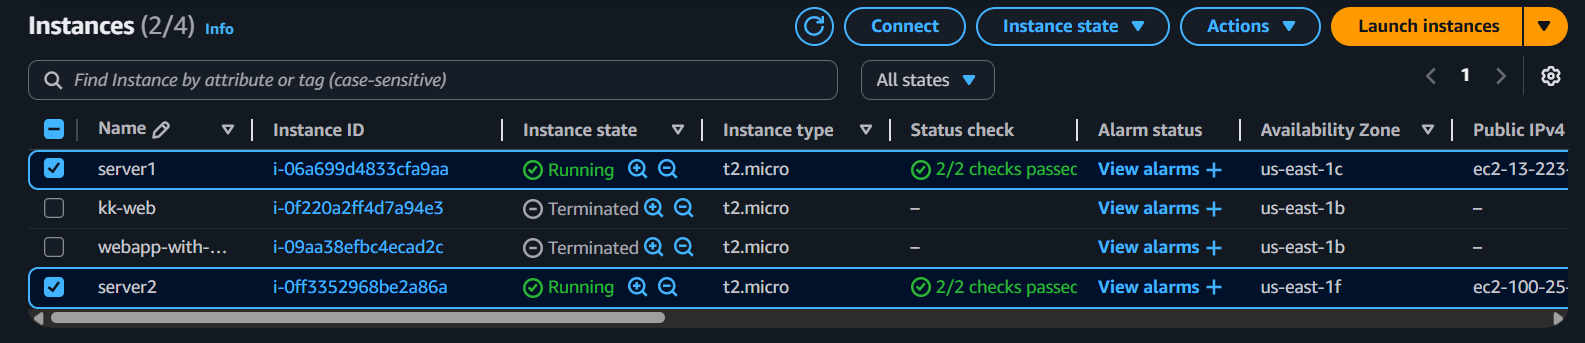 Instances (2/4) Info Connect Instance state Actions Launch instances
Find Instance by attribute or tag (case-sensitive) All states 1
Name Instance ID Instance state Instance type Status check Alarm status Availability Zone Public IPv4
server1 i-06a699d4833cfa9aa Running t2.micro 2/2 checks passed View alarms + us-east-1c ec2-13-223-
kk-web i-0f220a2ff4d7a94e3 Terminated t2.micro – View alarms + us-east-1b –
webapp-with-... i-09aa38efbc4ecad2c Terminated t2.micro – View alarms + us-east-1b –
server2 i-0ff3352968be2a86a Running t2.micro 2/2 checks passed View alarms + us-east-1f ec2-100-25-